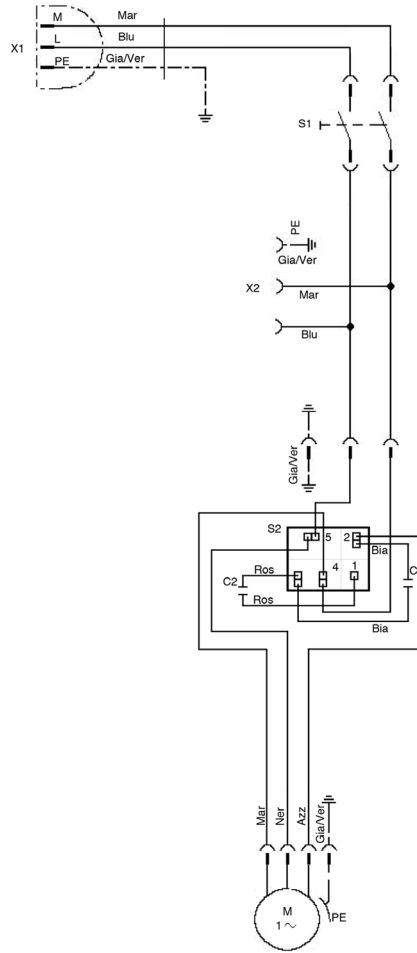 M
Mar
L
Blu
X1
PE
Gia/Ver
S1
PE
Gia/Ver
X2
Mar
Blu
Gia/Ver
S2
5
2
Bia
Ros
4
1
C2
C
Ros
Bia
Mar
Ner
Azz
Gia/Ver
M
1
PE